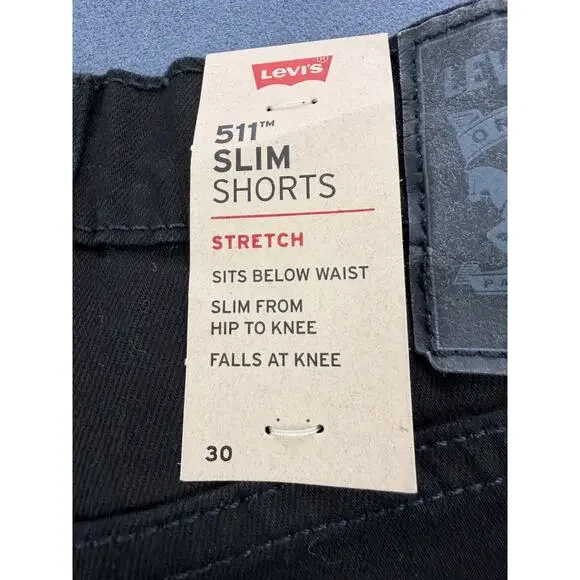 LEVI'S®
511™
SLIM
SHORTS
STRETCH
SITS BELOW WAIST
SLIM FROM
HIP TO KNEE
FALLS AT KNEE
30